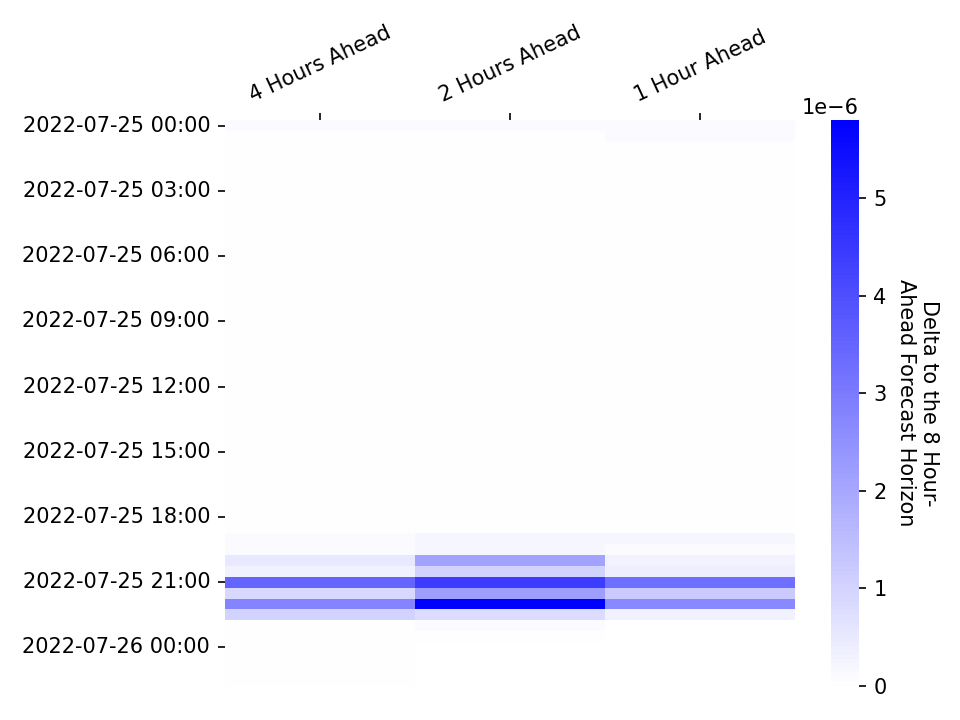 4 Hours Ahead
2 Hours Ahead
1 Hour Ahead
1e−6
2022-07-25 00:00
2022-07-25 03:00
2022-07-25 06:00
2022-07-25 09:00
2022-07-25 12:00
2022-07-25 15:00
2022-07-25 18:00
2022-07-25 21:00
2022-07-26 00:00
5
4
3
2
1
0
Delta to the 8 Hour-
Ahead Forecast Horizon